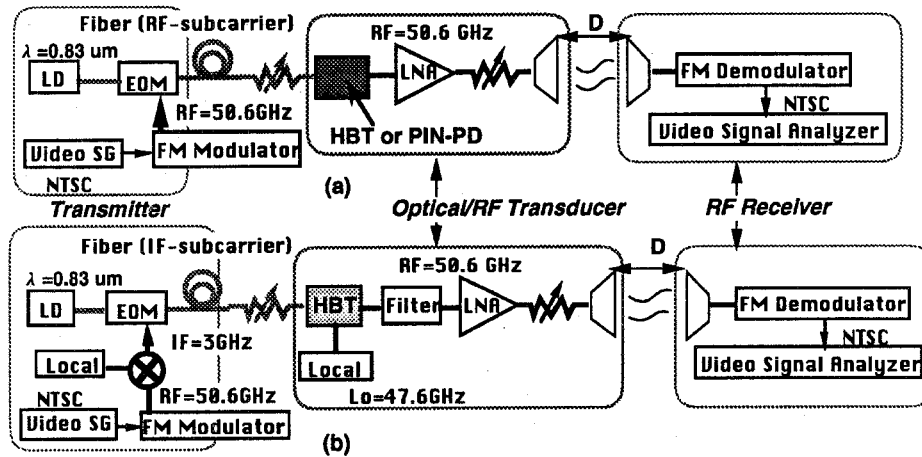 Fiber (RF-subcarrier)
λ=0.83 um
LD
EOM
RF=50.6GHz
Video SG
FM Modulator
NTSC
RF=50.6 GHz
LNA
HBT or PIN-PD
(a)
D
FM Demodulator
NTSC
Video Signal Analyzer
Transmitter
Optical/RF Transducer
RF Receiver
Fiber (IF-subcarrier)
λ=0.83 um
LD
EOM
IF=3GHz
Local
RF=50.6GHz
NTSC
Video SG
FM Modulator
RF=50.6 GHz
HBT
Filter
LNA
Local
Lo=47.6GHz
(b)
D
FM Demodulator
NTSC
Video Signal Analyzer